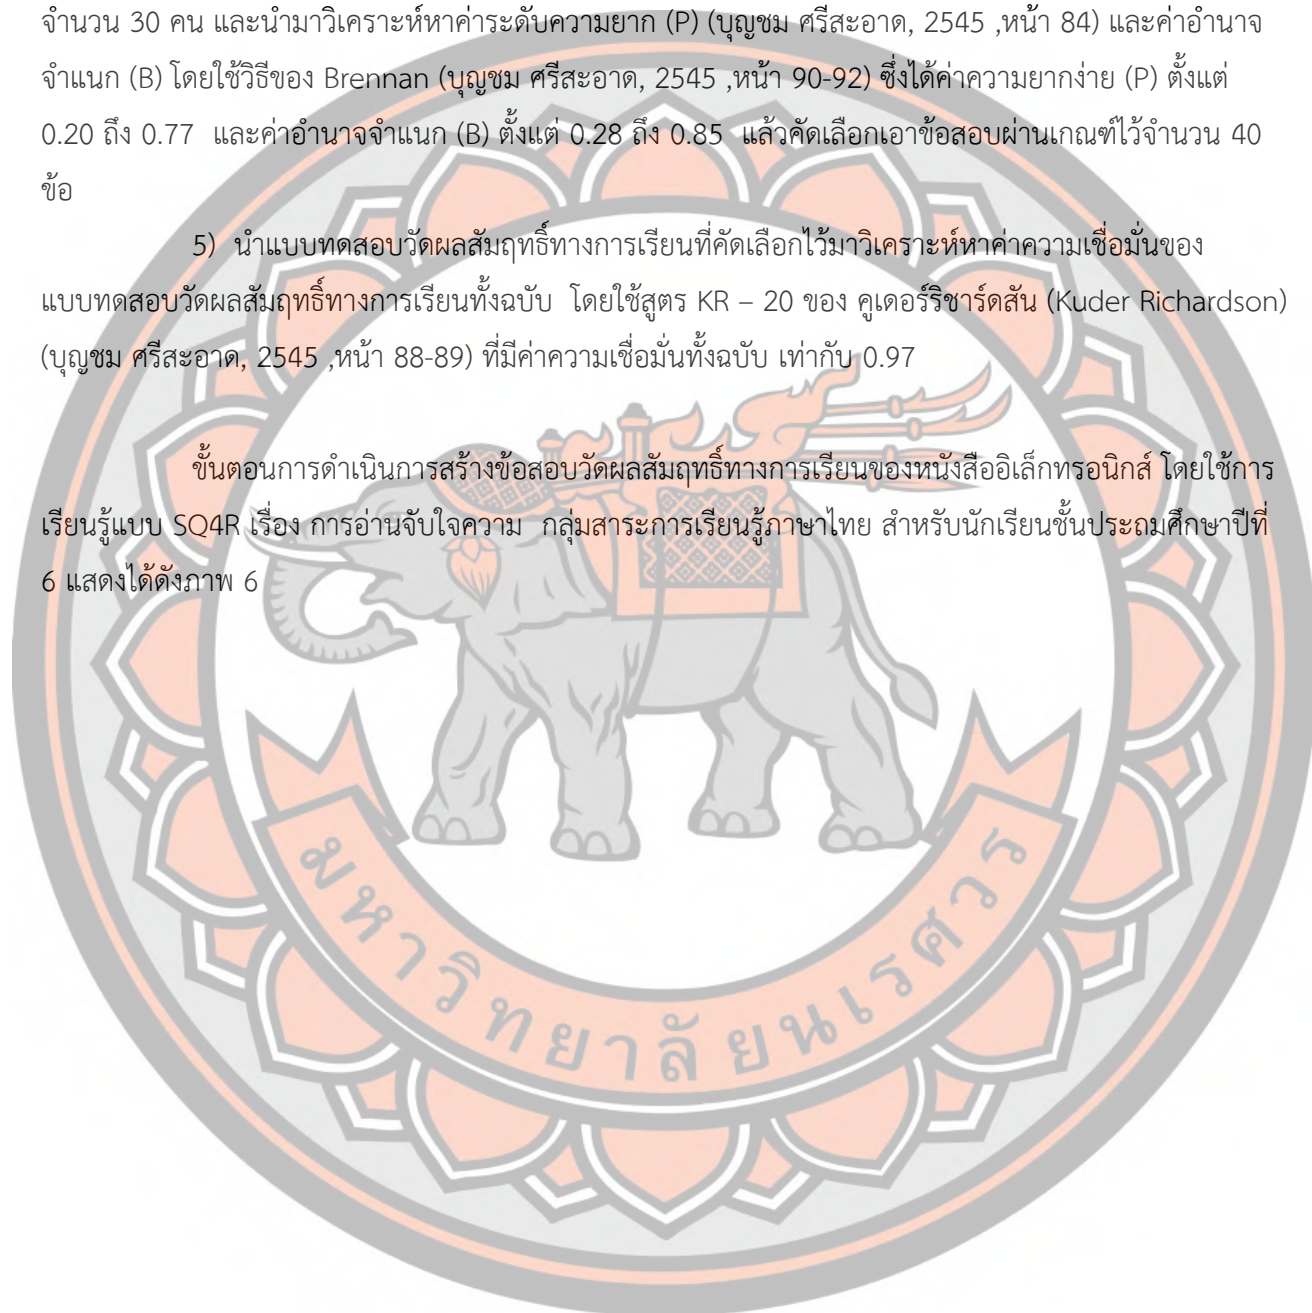 จำนวน 30 คน และนำมาวิเคราะห์หาค่าระดับความยาก (P) (บุญชม ศรีสะอาด, 2545 ,หน้า 84) และค่าอำนาจ
จำแนก (B) โดยใช้วิธีของ Brennan (บุญชม ศรีสะอาด, 2545 ,หน้า 90-92) ซึ่งได้ค่าความยากง่าย (P) ตั้งแต่
0.20 ถึง 0.77 และค่าอำนาจจำแนก (B) ตั้งแต่ 0.28 ถึง 0.85 แล้วคัดเลือกเอาข้อสอบผ่านเกณฑ์ไว้จำนวน 40
ข้อ
5) นำแบบทดสอบวัดผลสัมฤทธิ์ทางการเรียนที่คัดเลือกไว้มาวิเคราะห์หาค่าความเชื่อมั่นของ
แบบทดสอบวัดผลสัมฤทธิ์ทางการเรียนทั้งฉบับ โดยใช้สูตร KR – 20 ของ คูเดอร์ริชาร์ดสัน (Kuder Richardson)
(บุญชม ศรีสะอาด, 2545 ,หน้า 88-89) ที่มีค่าความเชื่อมั่นทั้งฉบับ เท่ากับ 0.97
ขั้นตอนการดำเนินการสร้างข้อสอบวัดผลสัมฤทธิ์ทางการเรียนของหนังสืออิเล็กทรอนิกส์ โดยใช้การ
เรียนรู้แบบ SQ4R เรื่อง การอ่านจับใจความ กลุ่มสาระการเรียนรู้ภาษาไทย สำหรับนักเรียนชั้นประถมศึกษาปีที่
6 แสดงได้ดังภาพ 6
มหาวิทยาลัยนเรศวร